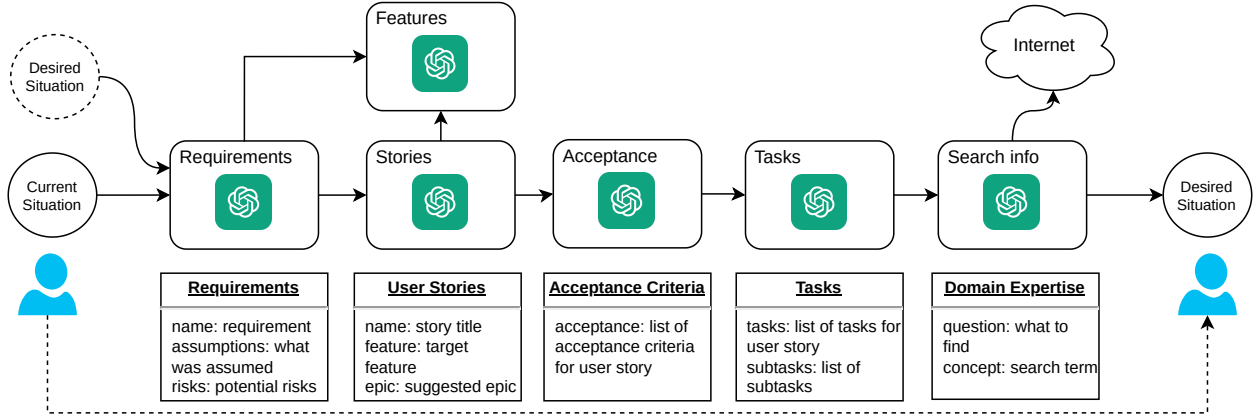 Features
Internet
Desired
Situation
Requirements
Stories
Acceptance
Tasks
Search info
Current
Situation
Desired
Situation
Requirements
name: requirement
assumptions: what
was assumed
risks: potential risks
User Stories
name: story title
feature: target
feature
epic: suggested epic
Acceptance Criteria
acceptance: list of
acceptance criteria
for user story
Tasks
tasks: list of tasks for
user story
subtasks: list of
subtasks
Domain Expertise
question: what to
find
concept: search term